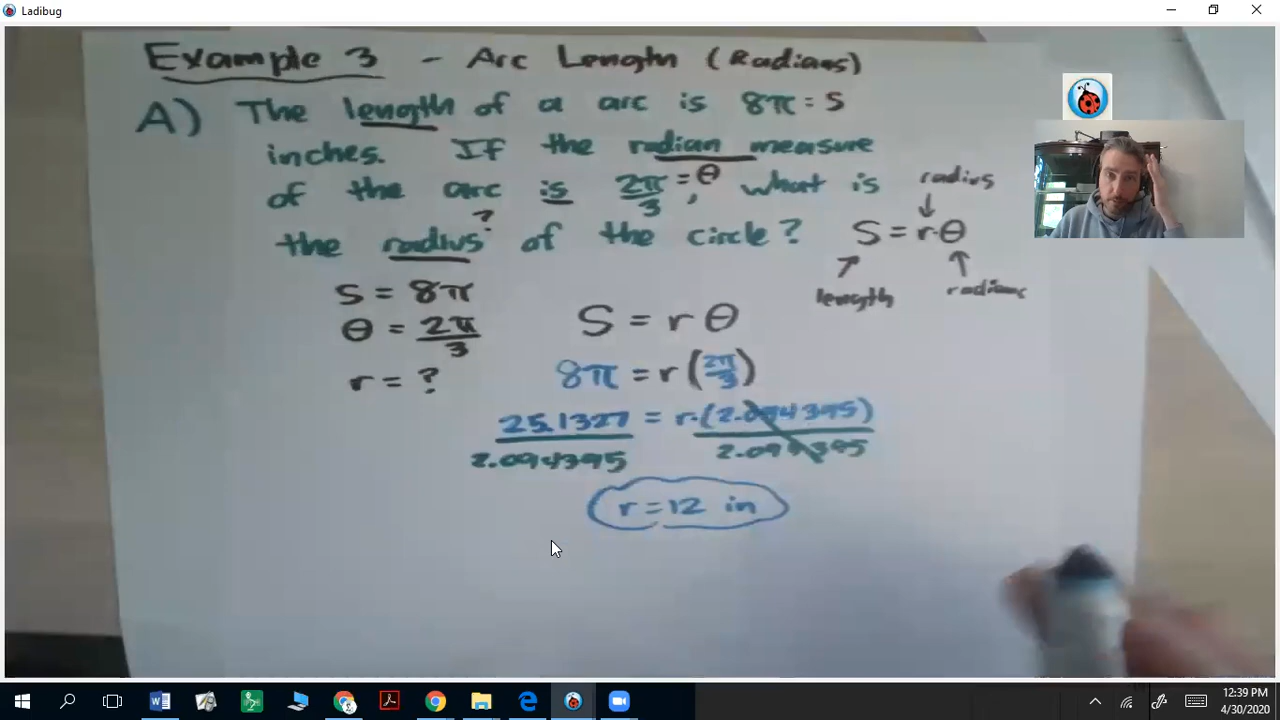 Ladibug
Example 3 - Arc Length (Radians)
A) The length of a arc is 8π = S
inches. If the radian measure
of the arc is 2π/3 = θ, what is
the radius? of the circle?
radius
S = r·θ
length
radians
S = 8π
θ = 2π/3
r = ?
S = r θ
8π = r (2π/3)
25.1327 = r·(2.094395)
2.094395 2.094395
r = 12 in
12:39 PM
4/30/2020